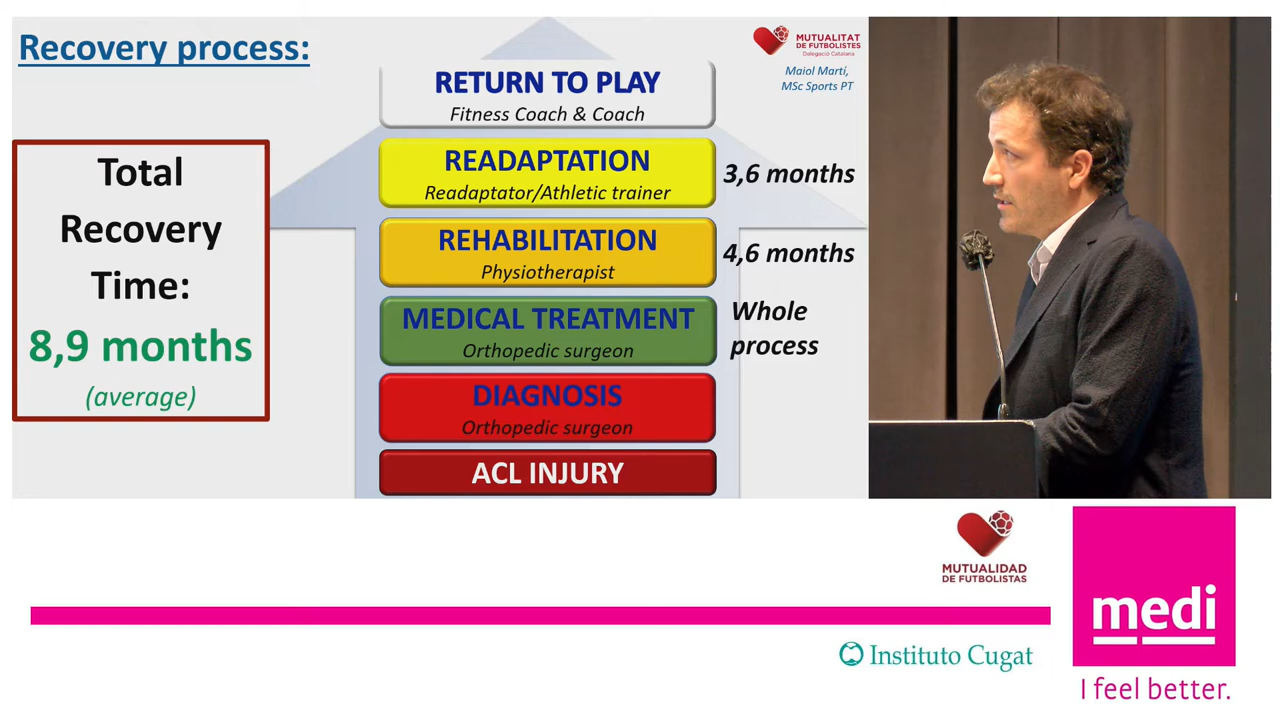 Recovery process:
Total
Recovery
Time:
8,9 months
(average)
RETURN TO PLAY
Fitness Coach & Coach
READAPTATION
Readaptator/Athletic trainer
3,6 months
REHABILITATION
Physiotherapist
4,6 months
MEDICAL TREATMENT
Orthopedic surgeon
Whole
process
DIAGNOSIS
Orthopedic surgeon
ACL INJURY
MUTUALITAT
DE FUTBOLISTES
Delegació Catalana
Maiol Martí,
MSc Sports PT
MUTUALIDAD
DE FUTBOLISTAS
Instituto Cugat
medi
I feel better.